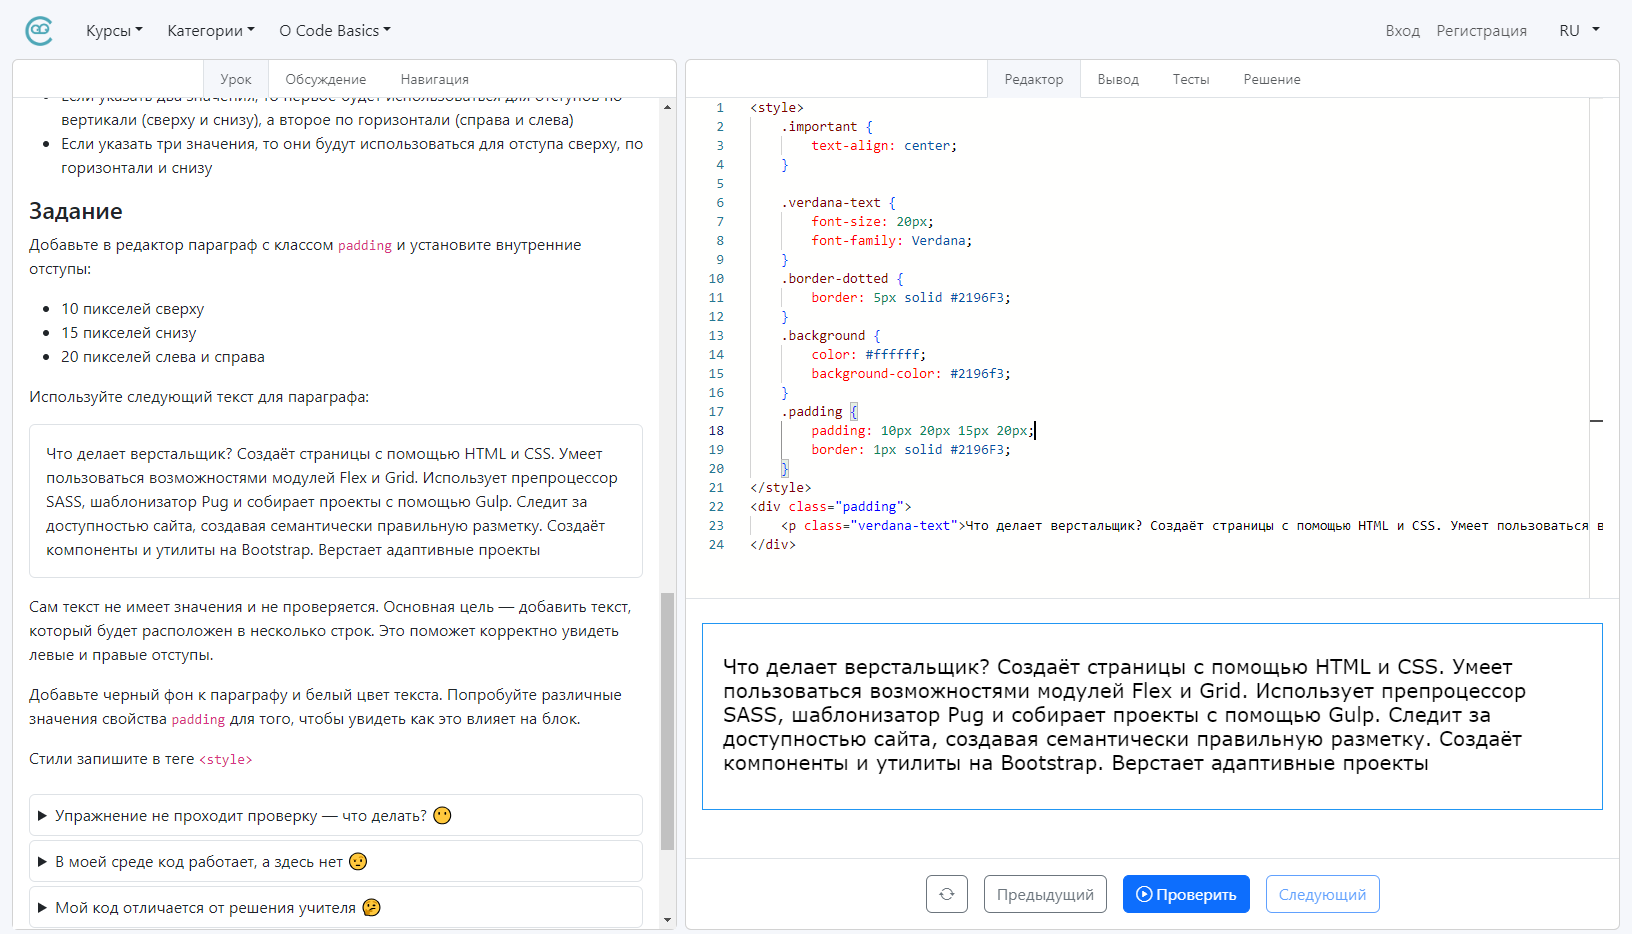 Курсы
Категории
О Code Basics
Вход
Регистрация
RU
Урок
Обсуждение
Навигация
Если указать два значения, то первое будет использоваться для отступов по
вертикали (сверху и снизу), а второе по горизонтали (справа и слева)
Если указать три значения, то они будут использоваться для отступа сверху, по
горизонтали и снизу
Задание
Добавьте в редактор параграф с классом padding и установите внутренние
отступы:
10 пикселей сверху
15 пикселей снизу
20 пикселей слева и справа
Используйте следующий текст для параграфа:
Что делает верстальщик? Создаёт страницы с помощью HTML и CSS. Умеет
пользоваться возможностями модулей Flex и Grid. Использует препроцессор
SASS, шаблонизатор Pug и собирает проекты с помощью Gulp. Следит за
доступностью сайта, создавая семантически правильную разметку. Создаёт
компоненты и утилиты на Bootstrap. Верстает адаптивные проекты
Сам текст не имеет значения и не проверяется. Основная цель — добавить текст,
который будет расположен в несколько строк. Это поможет корректно увидеть
левые и правые отступы.
Добавьте черный фон к параграфу и белый цвет текста. Попробуйте различные
значения свойства padding для того, чтобы увидеть как это влияет на блок.
Стили запишите в теге <style>
Упражнение не проходит проверку — что делать? 😶
В моей среде код работает, а здесь нет 🤨
Мой код отличается от решения учителя 🤔
Редактор
Вывод
Тесты
Решение
1 <style>
2 .important {
3 text-align: center;
4 }
5
6 .verdana-text {
7 font-size: 20px;
8 font-family: Verdana;
9 }
10 .border-dotted {
11 border: 5px solid #2196F3;
12 }
13 .background {
14 color: #ffffff;
15 background-color: #2196f3;
16 }
17 .padding {
18 padding: 10px 20px 15px 20px;
19 border: 1px solid #2196F3;
20 }
21 </style>
22 <div class="padding">
23 <p class="verdana-text">Что делает верстальщик? Создаёт страницы с помощью HTML и CSS. Умеет пользоваться в
24 </div>
Что делает верстальщик? Создаёт страницы с помощью HTML и CSS. Умеет
пользоваться возможностями модулей Flex и Grid. Использует препроцессор
SASS, шаблонизатор Pug и собирает проекты с помощью Gulp. Следит за
доступностью сайта, создавая семантически правильную разметку. Создаёт
компоненты и утилиты на Bootstrap. Верстает адаптивные проекты
Предыдущий
Проверить
Следующий